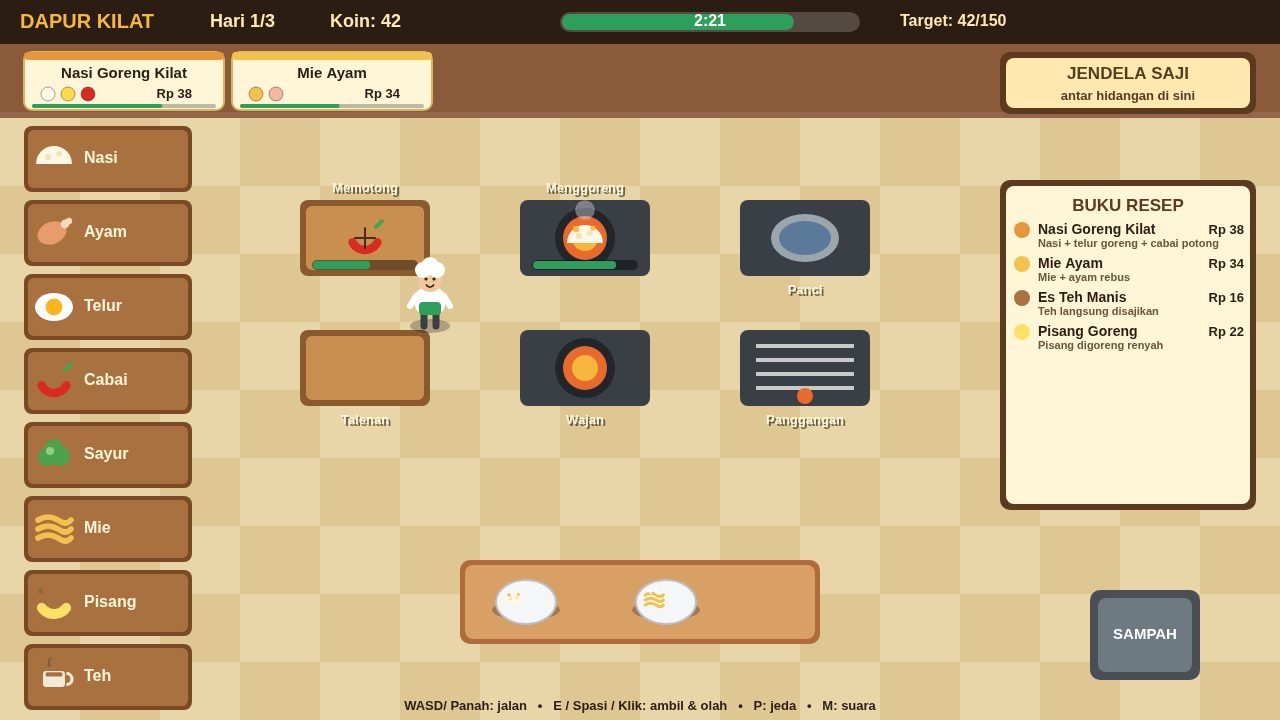 DAPUR KILAT
Hari 1/3
Koin: 42
2:21
Target: 42/150
Nasi Goreng Kilat
Rp 38
Mie Ayam
Rp 34
JENDELA SAJI
antar hidangan di sini
Nasi
Ayam
Telur
Cabai
Sayur
Mie
Pisang
Teh
Memotong
Menggoreng
Panci
Talenan
Wajan
Panggangan
BUKU RESEP
Nasi Goreng Kilat Rp 38
Nasi + telur goreng + cabai potong
Mie Ayam Rp 34
Mie + ayam rebus
Es Teh Manis Rp 16
Teh langsung disajikan
Pisang Goreng Rp 22
Pisang digoreng renyah
SAMPAH
WASD/ Panah: jalan • E / Spasi / Klik: ambil & olah • P: jeda • M: suara